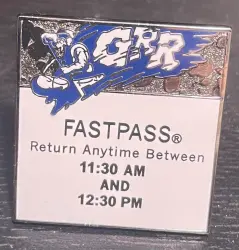 GRR
FASTPASS®
Return Anytime Between
11:30 AM
AND
12:30 PM